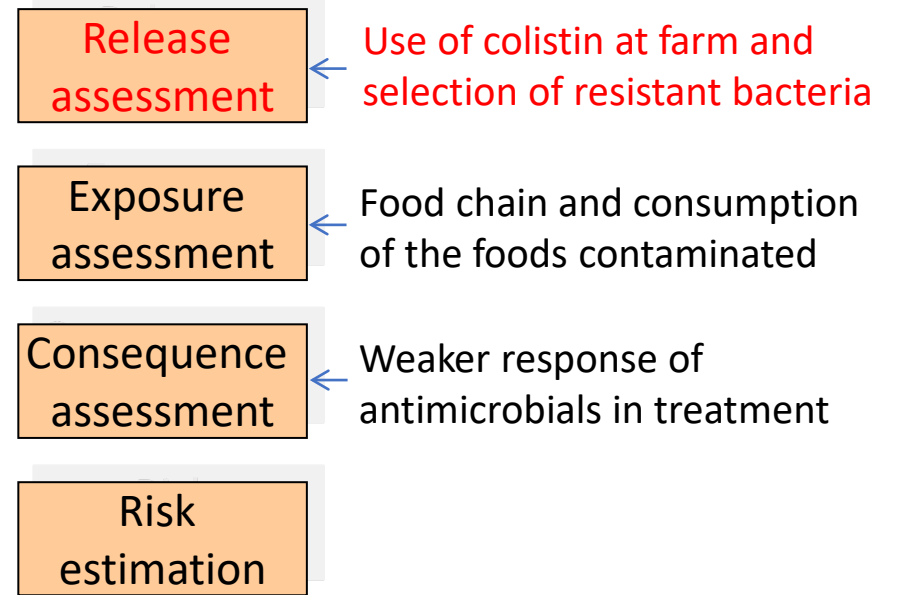 Release
assessment
Use of colistin at farm and
selection of resistant bacteria
Exposure
assessment
Food chain and consumption
of the foods contaminated
Consequence
assessment
Weaker response of
antimicrobials in treatment
Risk
estimation